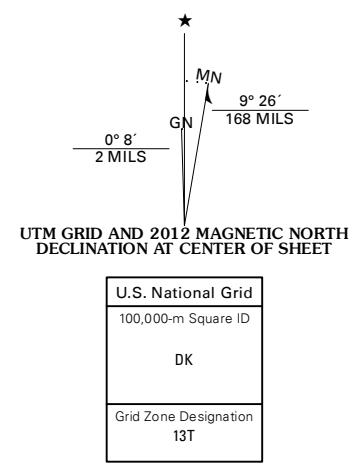 ★
MN
GN
9° 26´
168 MILS
0° 8´
2 MILS
UTM GRID AND 2012 MAGNETIC NORTH
DECLINATION AT CENTER OF SHEET
U.S. National Grid
100,000-m Square ID
DK
Grid Zone Designation
13T